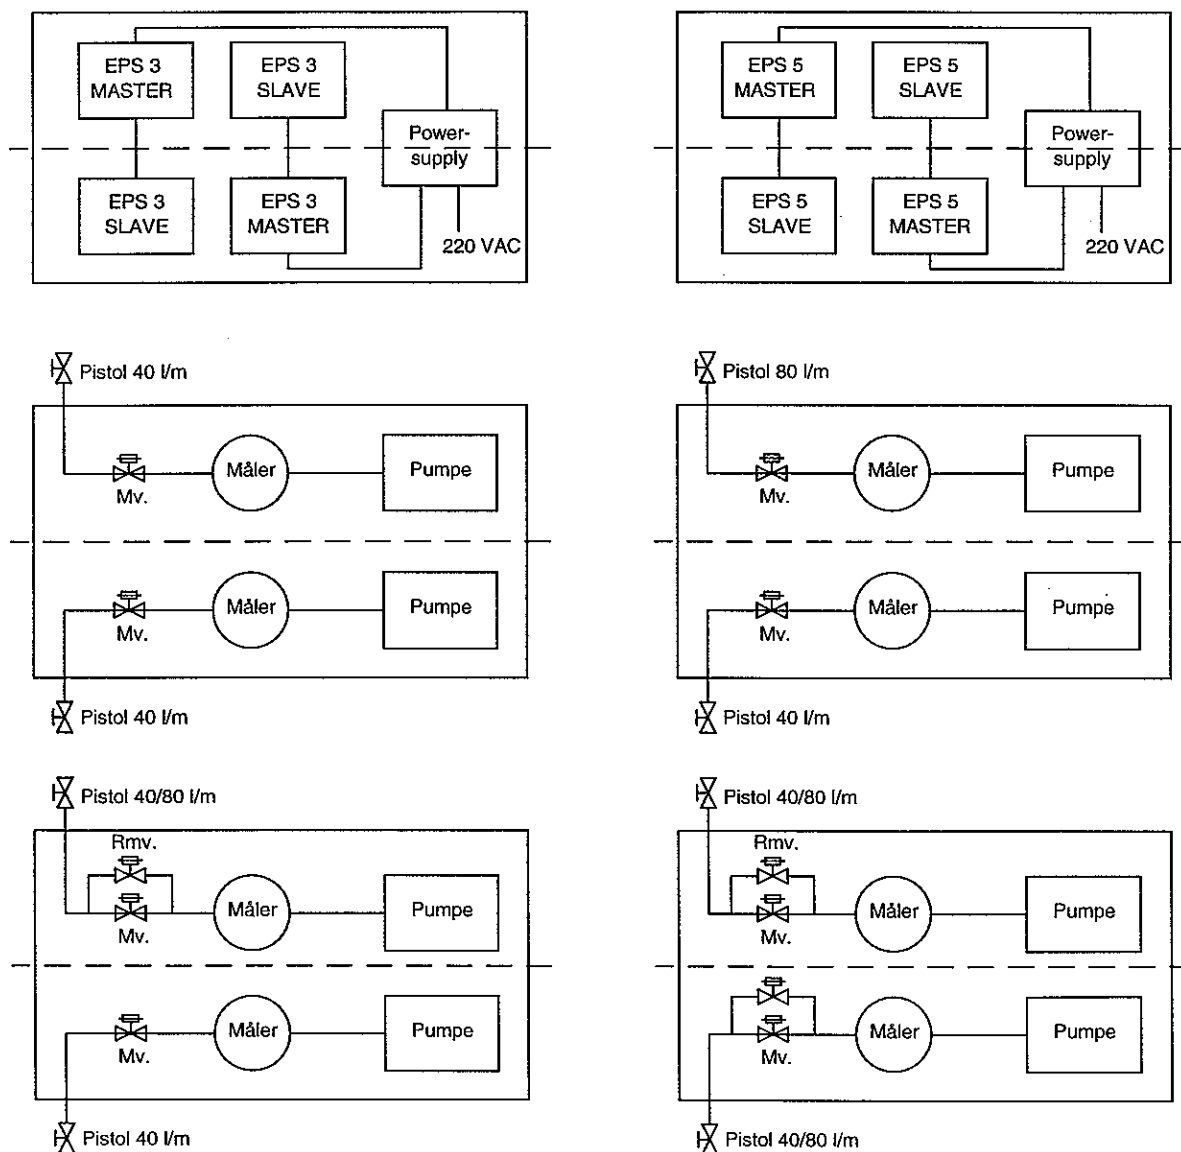 EPS 3
MASTER
EPS 3
SLAVE
Power-
supply
EPS 3
SLAVE
EPS 3
MASTER
220 VAC
EPS 5
MASTER
EPS 5
SLAVE
Power-
supply
EPS 5
SLAVE
EPS 5
MASTER
220 VAC
Pistol 40 l/m
Mv.
Måler
Pumpe
Mv.
Måler
Pumpe
Pistol 40 l/m
Pistol 80 l/m
Mv.
Måler
Pumpe
Mv.
Måler
Pumpe
Pistol 40 l/m
Pistol 40/80 l/m
Rmv.
Mv.
Måler
Pumpe
Mv.
Måler
Pumpe
Pistol 40 l/m
Pistol 40/80 l/m
Rmv.
Mv.
Måler
Pumpe
Mv.
Måler
Pumpe
Pistol 40/80 l/m